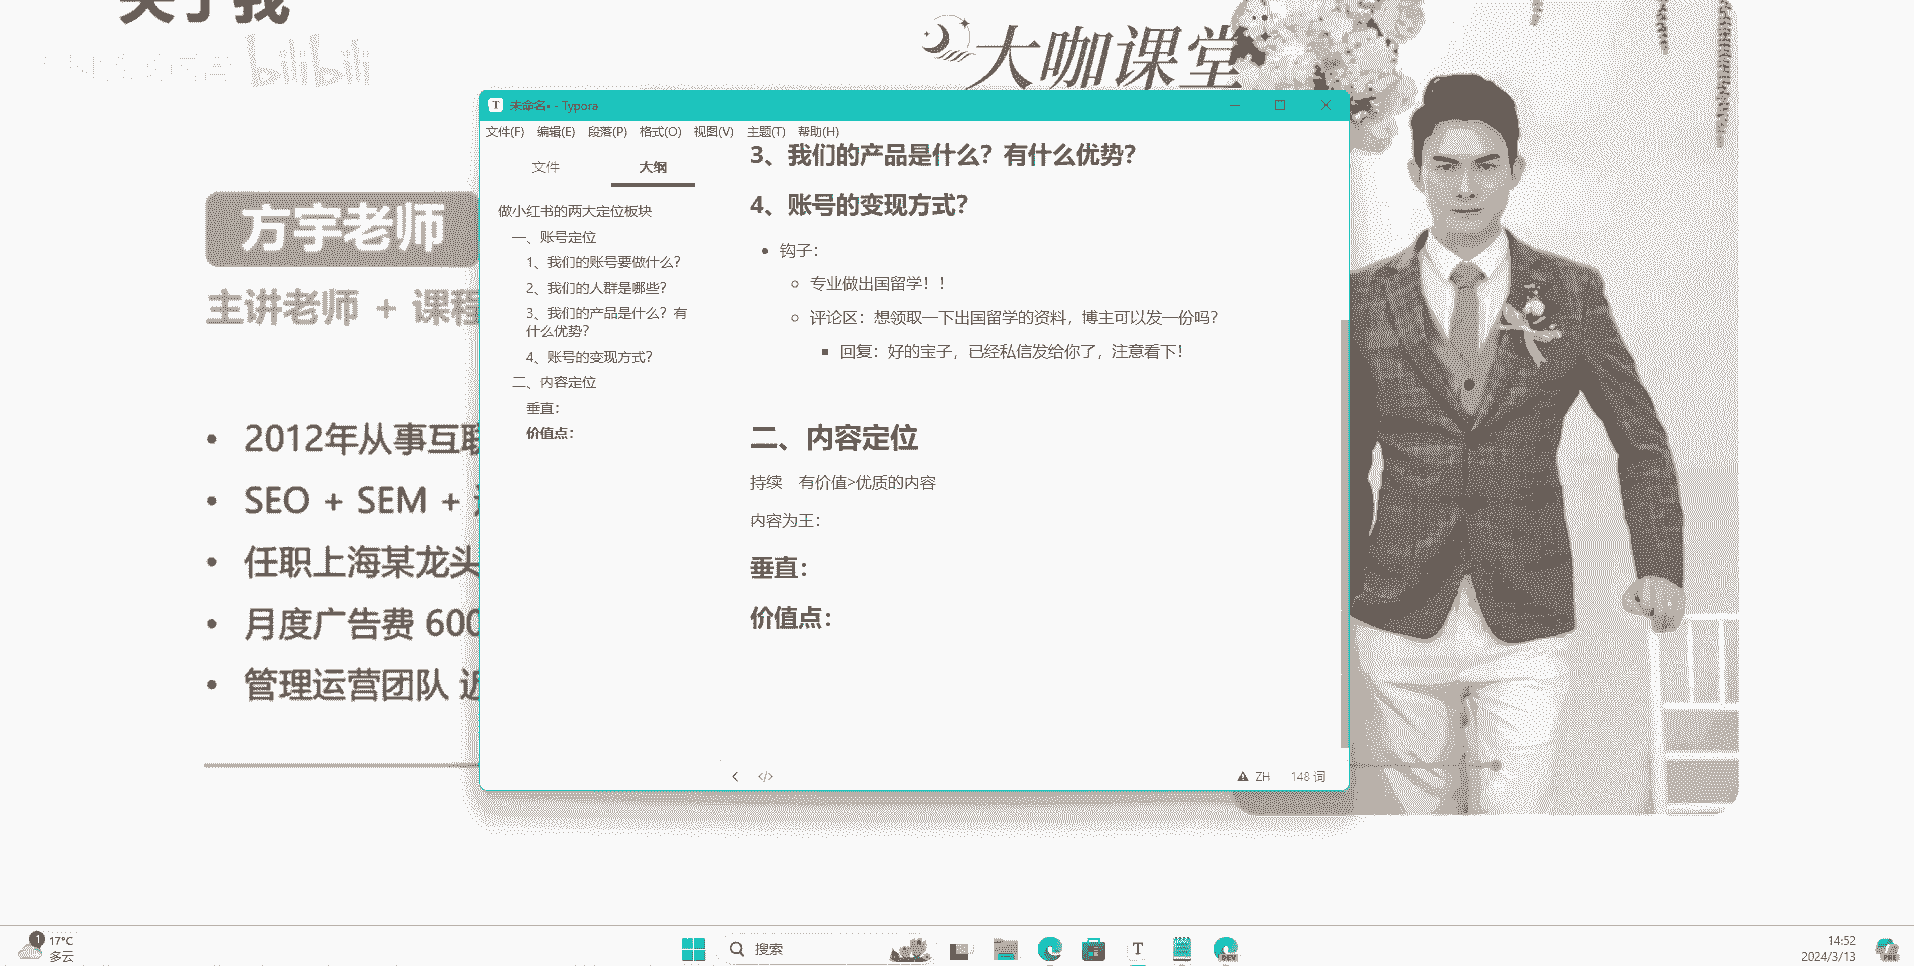 关于我
bilibili
大咖课堂
方宇老师
主讲老师 + 课程
2012年从事互联
SEO + SEM +
任职上海某龙头
月度广告费 600
管理运营团队 近
未命名• - Typora
文件(F) 编辑(E) 段落(P) 格式(O) 视图(V) 主题(T) 帮助(H)
文件 大纲
做小红书的两大定位板块
一、账号定位
1、我们的账号要做什么？
2、我们的人群是哪些？
3、我们的产品是什么？有
什么优势？
4、账号的变现方式？
二、内容定位
垂直：
价值点：
3、我们的产品是什么？有什么优势？
4、账号的变现方式？
钩子：
专业做出国留学！！
评论区：想领取一下出国留学的资料，博主可以发一份吗？
回复：好的宝子，已经私信发给你了，注意看下！
二、内容定位
持续 有价值>优质的内容
内容为王：
垂直：
价值点：
</> ZH 148 词
1
17°C
多云
搜索
T
DEV
14:52
2024/3/13
PRE